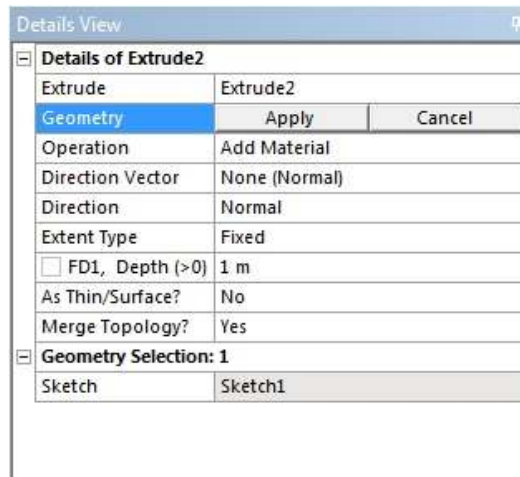 Details View
Details of Extrude2
Extrude Extrude2
Geometry Apply Cancel
Operation Add Material
Direction Vector None (Normal)
Direction Normal
Extent Type Fixed
FD1, Depth (>0) 1 m
As Thin/Surface? No
Merge Topology? Yes
Geometry Selection: 1
Sketch Sketch1